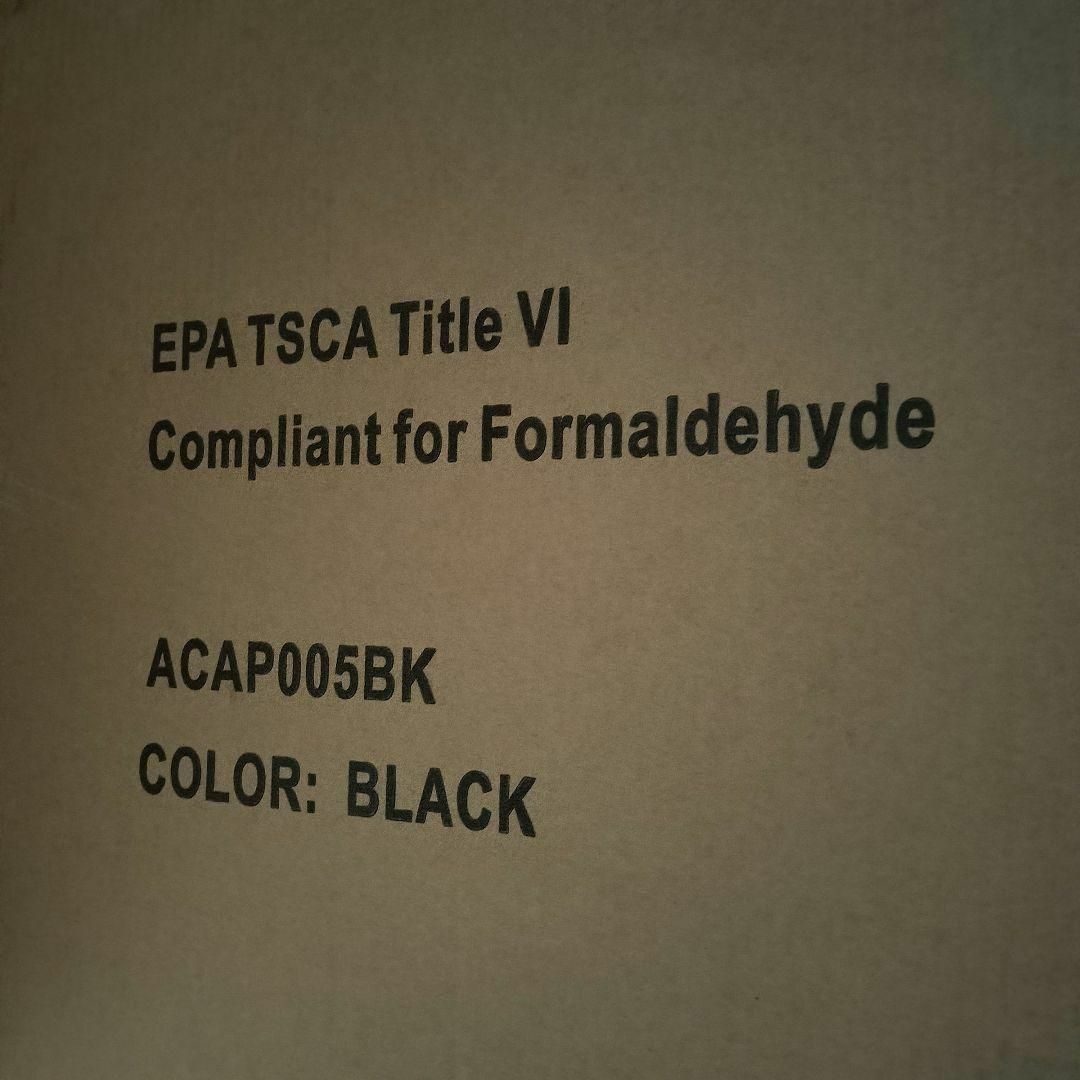 EPA TSCA Title VI
Compliant for Formaldehyde
ACAP005BK
COLOR: BLACK